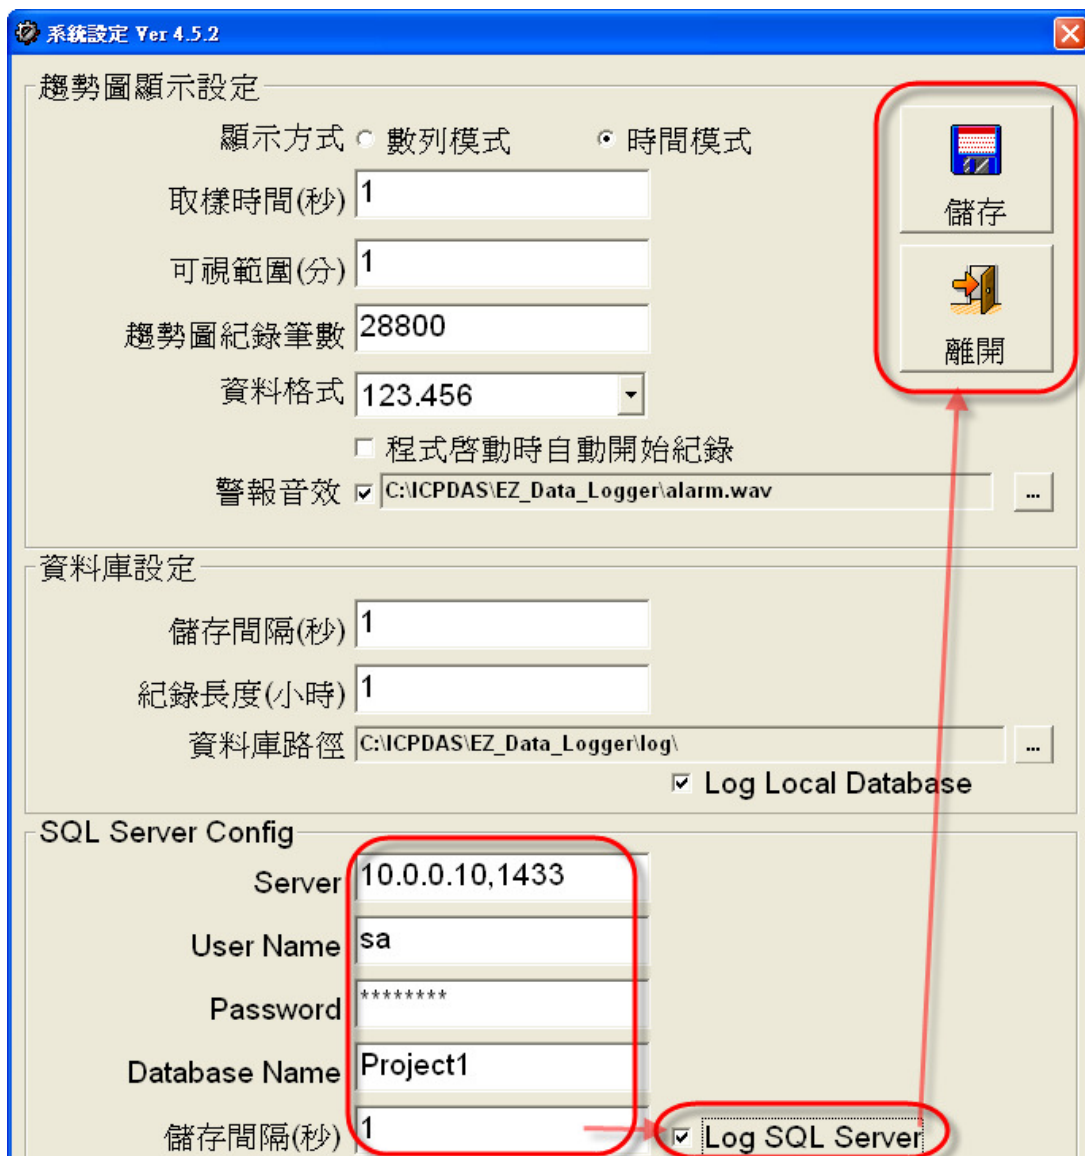 系統設定 Ver 4.5.2
趨勢圖顯示設定
顯示方式 數列模式 時間模式
取樣時間(秒) 1
儲存
可視範圍(分) 1
趨勢圖紀錄筆數 28800
離開
資料格式 123.456
程式啓動時自動開始紀錄
警報音效 C:\ICPDAS\EZ_Data_Logger\alarm.wav ...
資料庫設定
儲存間隔(秒) 1
紀錄長度(小時) 1
資料庫路徑 C:\ICPDAS\EZ_Data_Logger\log\ ...
Log Local Database
SQL Server Config
Server 10.0.0.10,1433
User Name sa
Password ********
Database Name Project1
儲存間隔(秒) 1 Log SQL Server